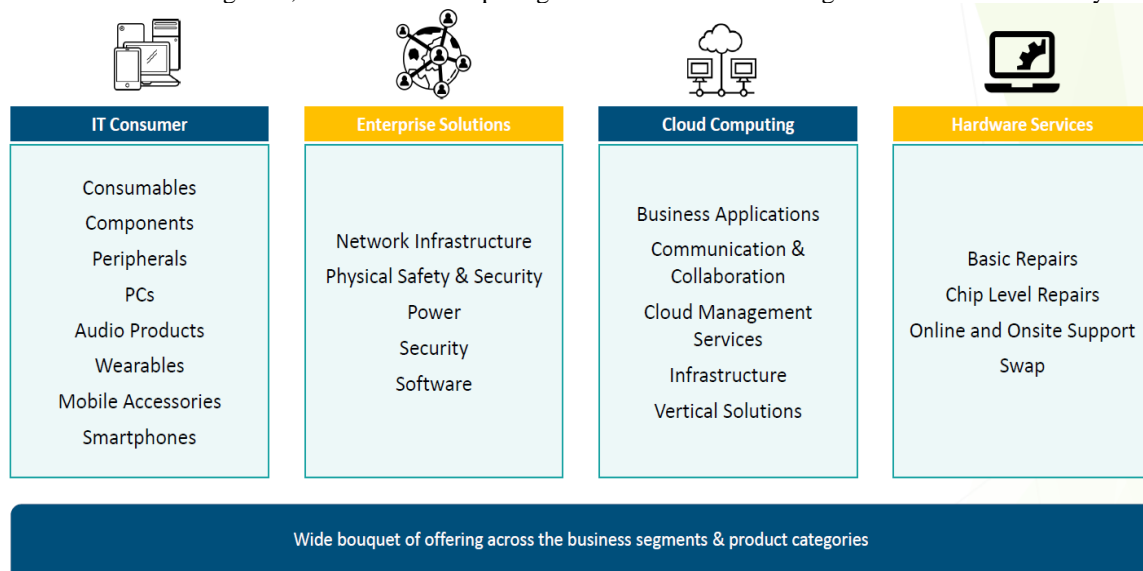 IT Consumer
Consumables
Components
Peripherals
PCs
Audio Products
Wearables
Mobile Accessories
Smartphones
Enterprise Solutions
Network Infrastructure
Physical Safety & Security
Power
Security
Software
Cloud Computing
Business Applications
Communication &
Collaboration
Cloud Management
Services
Infrastructure
Vertical Solutions
Hardware Services
Basic Repairs
Chip Level Repairs
Online and Onsite Support
Swap
Wide bouquet of offering across the business segments & product categories